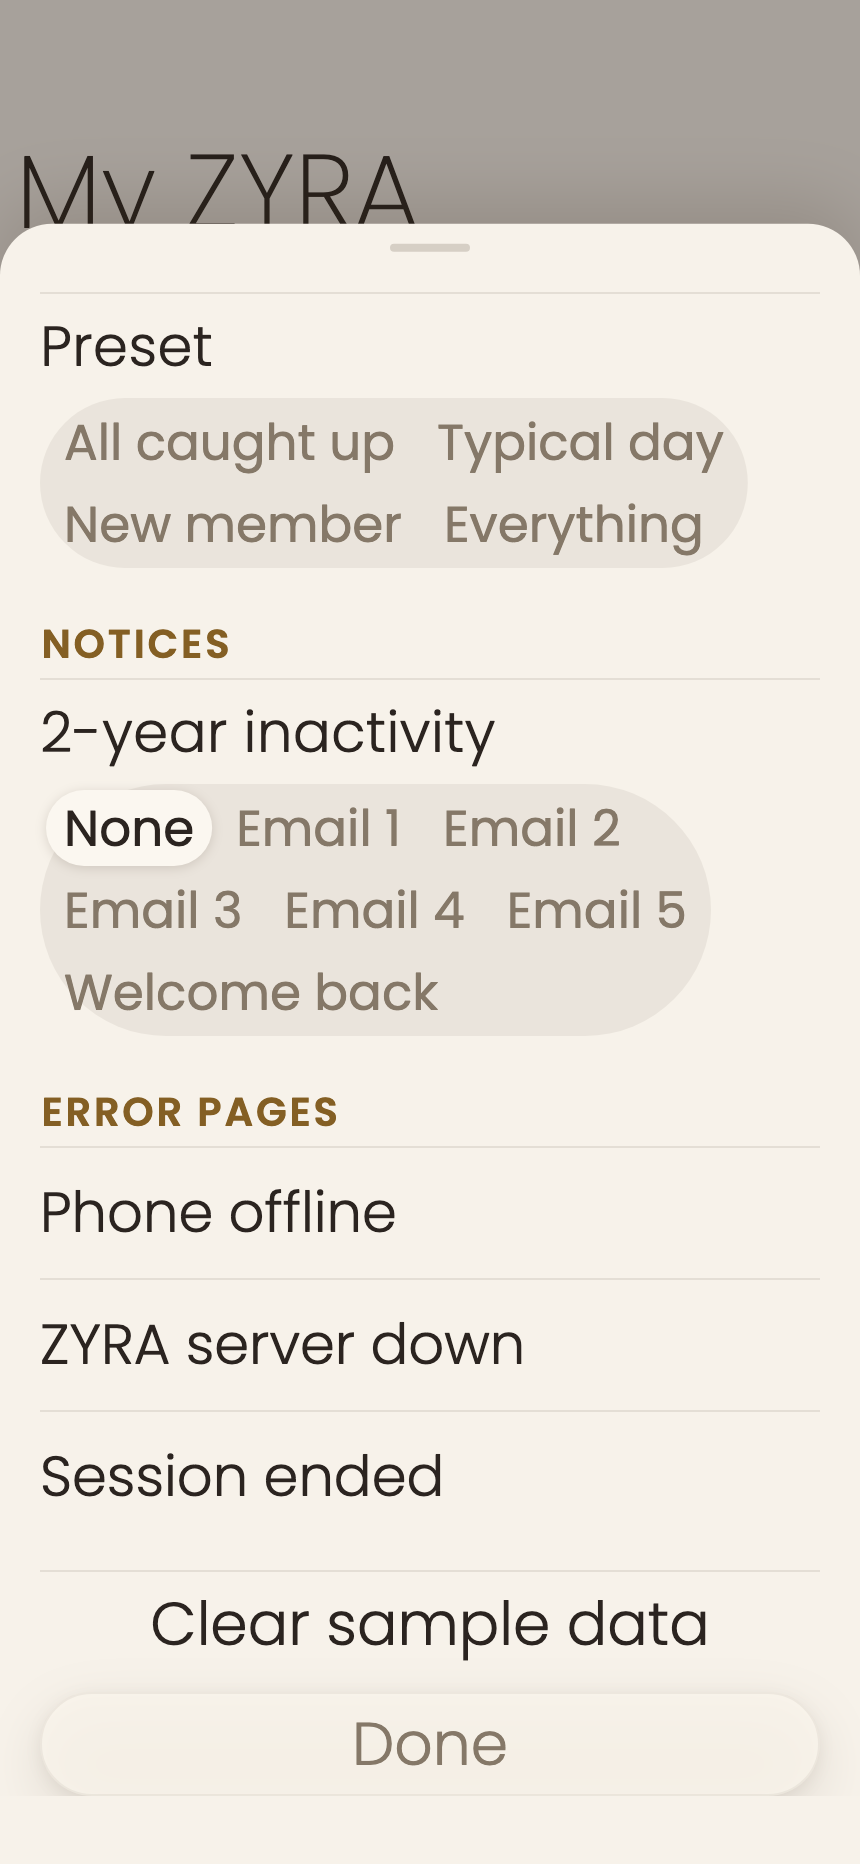 My ZYRA
Preset
All caught up Typical day
New member Everything
NOTICES
2-year inactivity
None Email 1 Email 2
Email 3 Email 4 Email 5
Welcome back
ERROR PAGES
Phone offline
ZYRA server down
Session ended
Clear sample data
Done